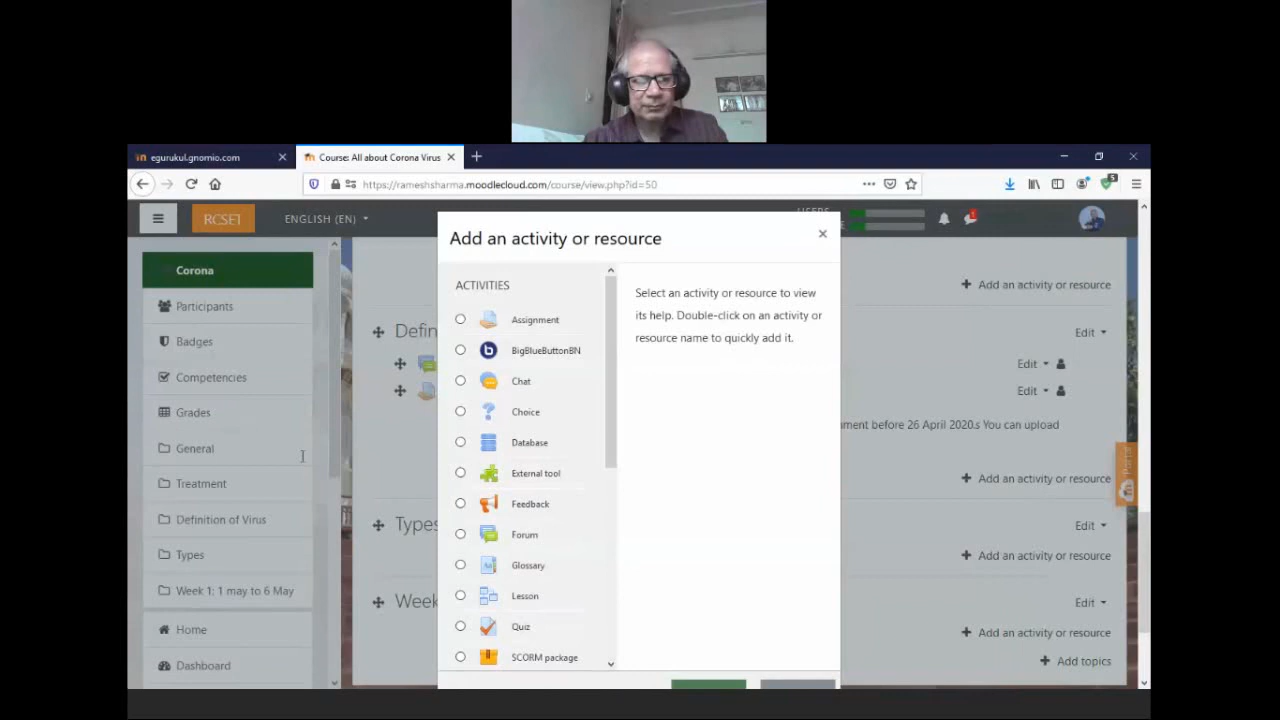 egurukul.gnomio.com
Course: All about Corona Virus
https://rameshsharma.moodlecloud.com/course/view.php?id=50
5
RCSET
ENGLISH (EN)
1
Corona
Participants
Badges
Competencies
Grades
General
Treatment
Definition of Virus
Types
Week 1: 1 may to 6 May
Home
Dashboard
Add an activity or resource
ACTIVITIES
Assignment
BigBlueButtonBN
Chat
Choice
Database
External tool
Feedback
Forum
Glossary
Lesson
Quiz
SCORM package
Select an activity or resource to view
its help. Double-click on an activity or
resource name to quickly add it.
Add an activity or resource
Edit
Edit
Edit
before 26 April 2020.s You can upload
Add an activity or resource
Types
Edit
Add an activity or resource
Week
Edit
Add an activity or resource
Add topics